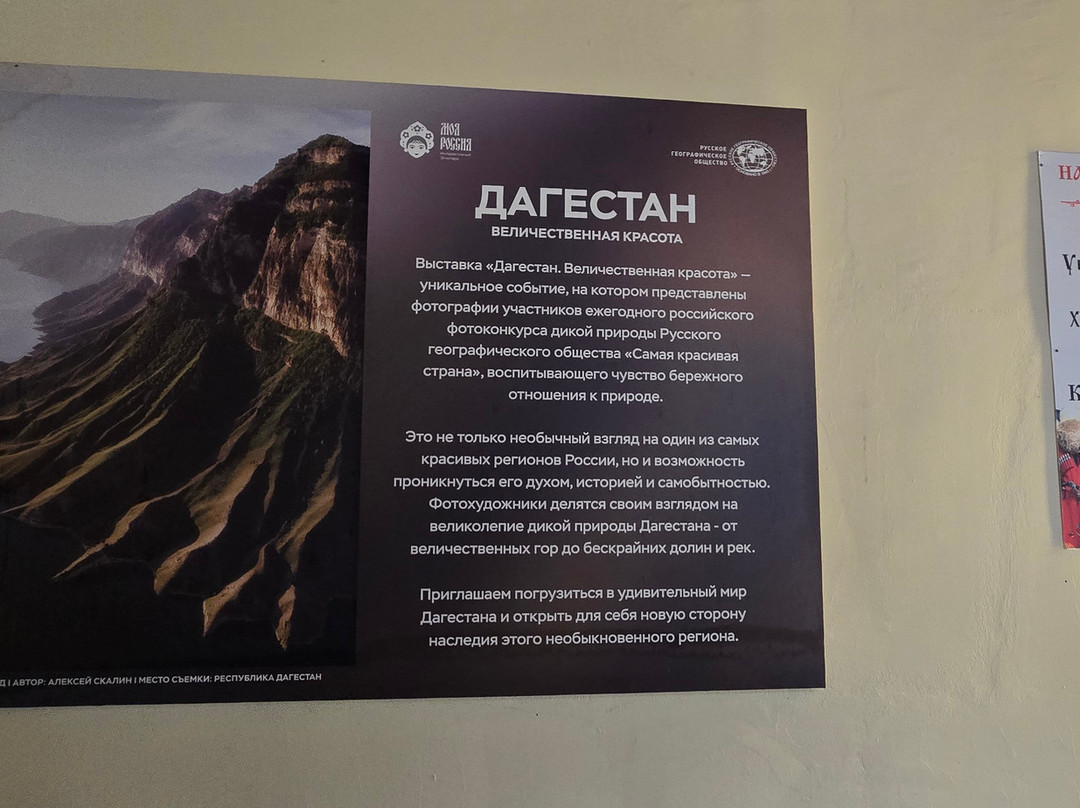 МОЯ
РОССИЯ
РУССКОЕ
ГЕОГРАФИЧЕСКОЕ
ОБЩЕСТВО
ДАГЕСТАН
ВЕЛИЧЕСТВЕННАЯ КРАСОТА
Выставка «Дагестан. Величественная красота» –
уникальное событие, на котором представлены
фотографии участников ежегодного российского
фотоконкурса дикой природы Русского
географического общества «Самая красивая
страна», воспитывающего чувство бережного
отношения к природе.
Это не только необычный взгляд на один из самых
красивых регионов России, но и возможность
проникнуться его духом, историей и самобытностью.
Фотохудожники делятся своим взглядом на
великолепие дикой природы Дагестана - от
величественных гор до бескрайних долин и рек.
Приглашаем погрузиться в удивительный мир
Дагестана и открыть для себя новую сторону
наследия этого необыкновенного региона.
Д I АВТОР: АЛЕКСЕЙ СКАЛИН I МЕСТО СЪЕМКИ: РЕСПУБЛИКА ДАГЕСТАН